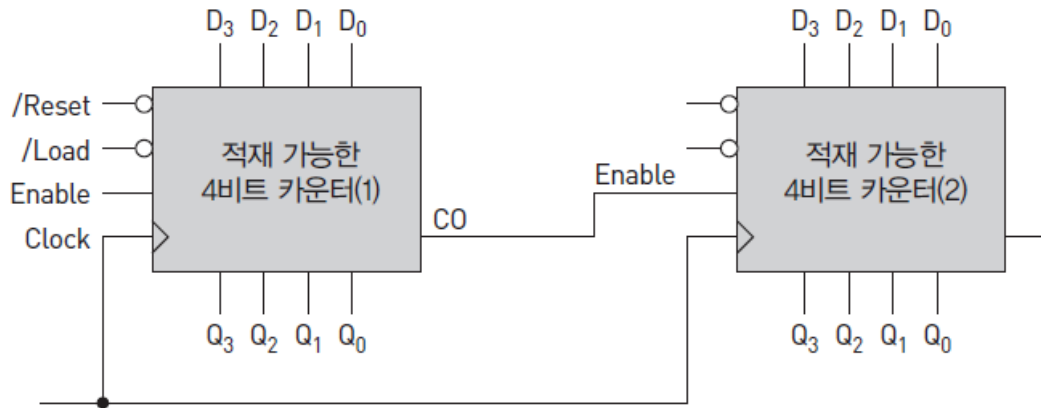 D₃ D₂ D₁ D₀
/Reset
/Load
Enable
Clock
적재 가능한
4비트 카운터(1)
CO
Q₃ Q₂ Q₁ Q₀
D₃ D₂ D₁ D₀
Enable
적재 가능한
4비트 카운터(2)
Q₃ Q₂ Q₁ Q₀